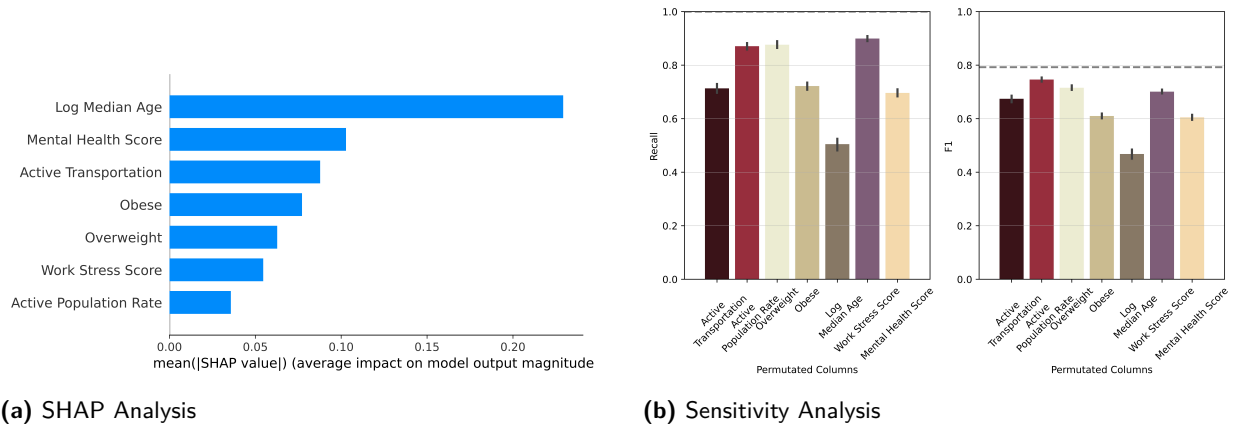 Log Median Age
Mental Health Score
Active Transportation
Obese
Overweight
Work Stress Score
Active Population Rate
0.00
0.05
0.10
0.15
0.20
mean(|SHAP value|) (average impact on model output magnitude
(a) SHAP Analysis
1.0
0.8
0.6
0.4
0.2
0.0
Recall
Active
Transportation
Active
Population Rate
Overweight
Obese
Log
Median Age
Work Stress Score
Mental Health Score
Permutated Columns
1.0
0.8
0.6
0.4
0.2
0.0
F1
Active
Transportation
Active
Population Rate
Overweight
Obese
Log
Median Age
Work Stress Score
Mental Health Score
Permutated Columns
(b) Sensitivity Analysis